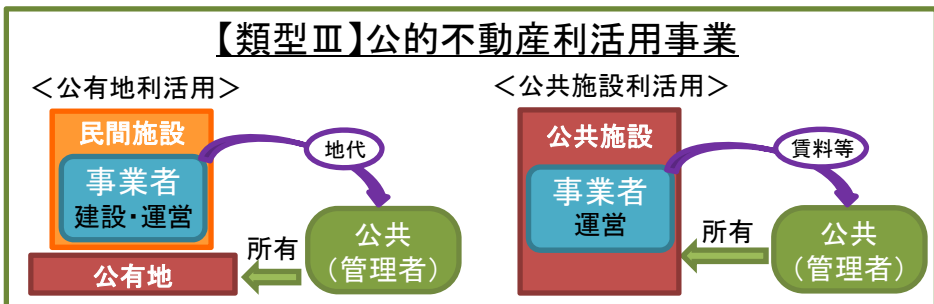 【類型Ⅲ】公的不動産利活用事業
<公有地利活用>
民間施設
事業者
建設・運営
地代
公共
(管理者)
所有
公有地
<公共施設利活用>
公共施設
事業者
運営
賃料等
公共
(管理者)
所有